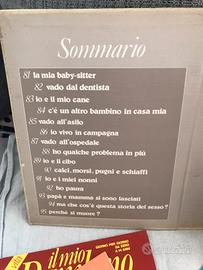 Sommario
81 la mia baby-sitter
82 vado dal dentista
83 io e il mio cane
84 c'è un altro bambino in casa mia
85 vado all'asilo
86 io vivo in campagna
87 vado all'ospedale
88 ho qualche problema in più
89 io e il cibo
90 calci, morsi, pugni e schiaffi
91 io e i miei nonni
92 ho paura
93 papà e mamma si sono lasciati
94 ma che cos'è questa storia del sesso?
95 perché si muore?
il mio